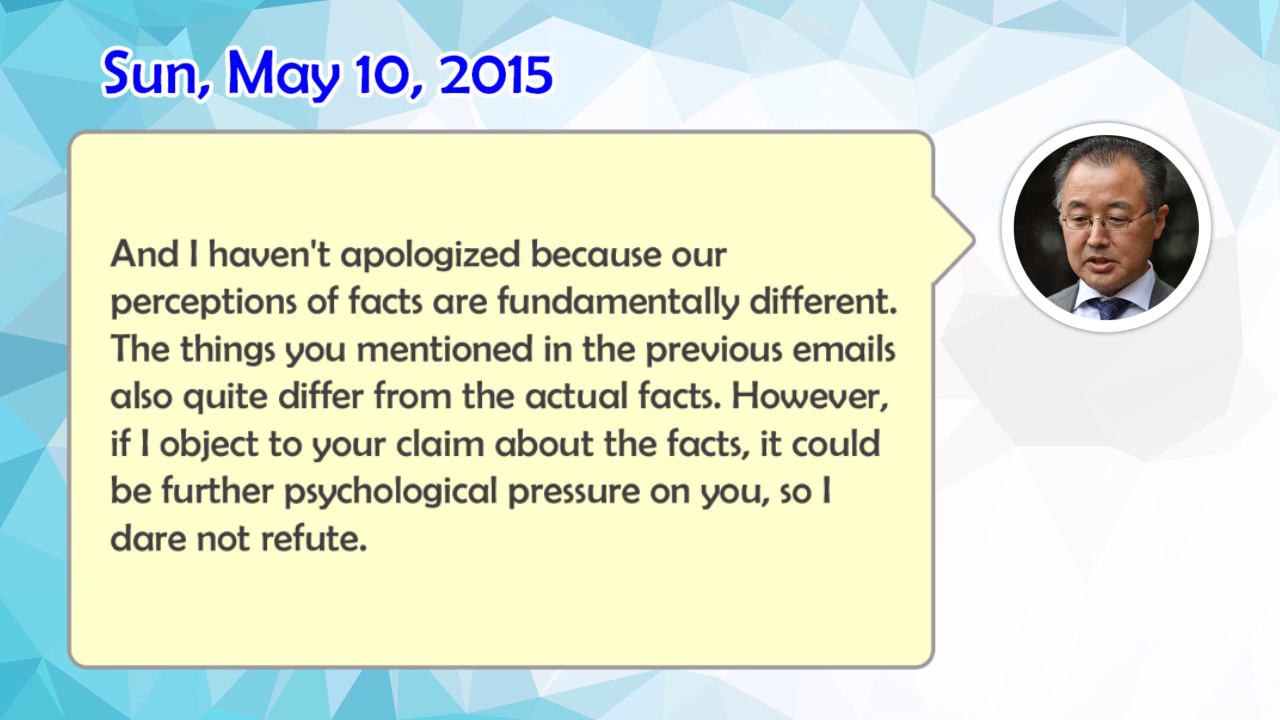 Sun, May 10, 2015
And I haven't apologized because our
perceptions of facts are fundamentally different.
The things you mentioned in the previous emails
also quite differ from the actual facts. However,
if I object to your claim about the facts, it could
be further psychological pressure on you, so I
dare not refute.